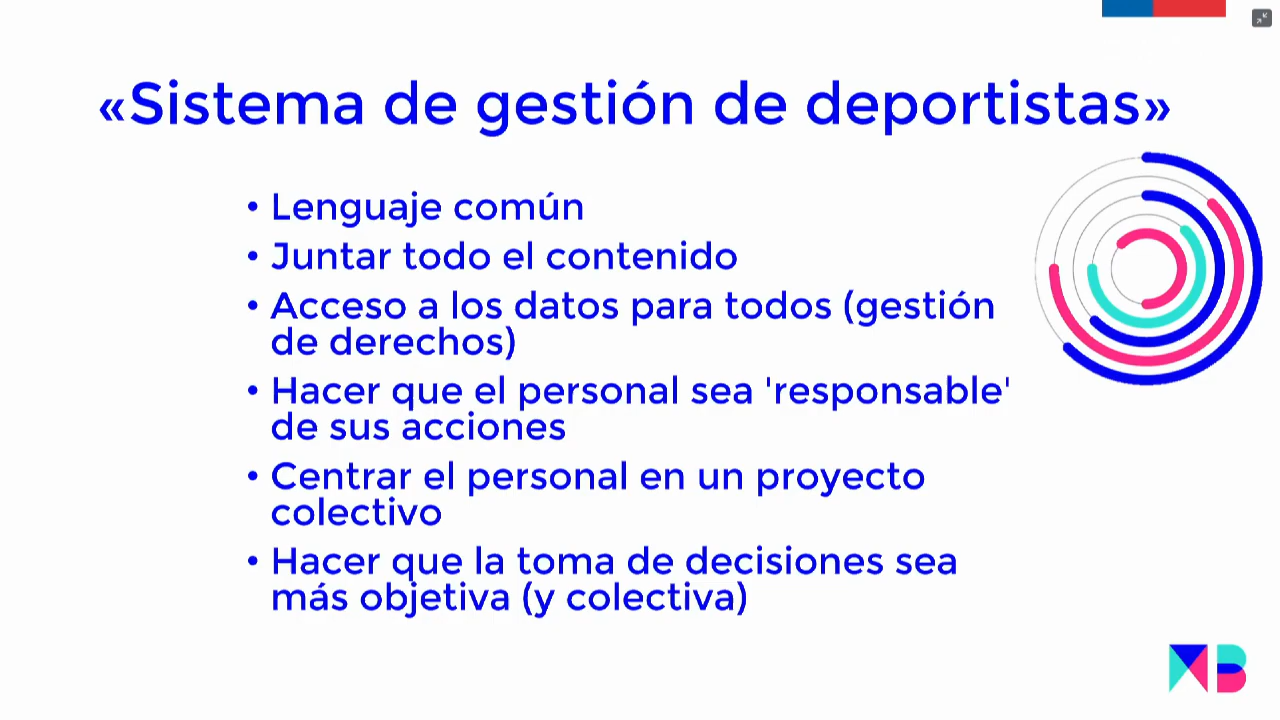 «Sistema de gestión de deportistas»
• Lenguaje común
• Juntar todo el contenido
• Acceso a los datos para todos (gestión
de derechos)
• Hacer que el personal sea 'responsable'
de sus acciones
• Centrar el personal en un proyecto
colectivo
• Hacer que la toma de decisiones sea
más objetiva (y colectiva)
MB